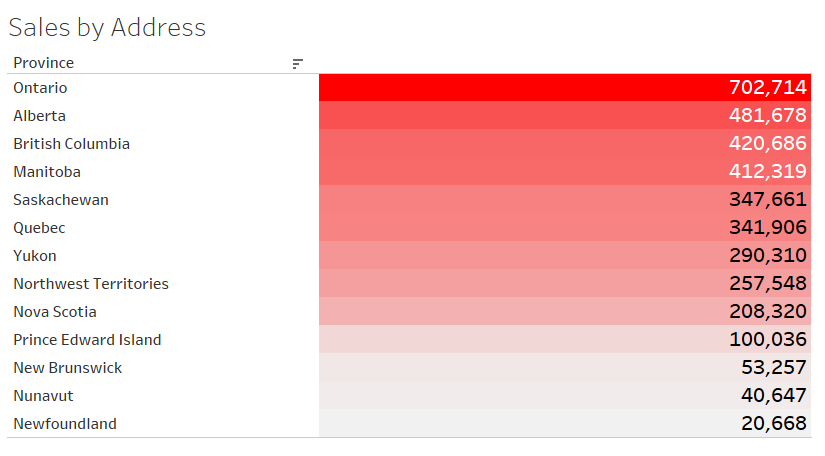 Sales by Address
Province
Ontario 702,714
Alberta 481,678
British Columbia 420,686
Manitoba 412,319
Saskachewan 347,661
Quebec 341,906
Yukon 290,310
Northwest Territories 257,548
Nova Scotia 208,320
Prince Edward Island 100,036
New Brunswick 53,257
Nunavut 40,647
Newfoundland 20,668